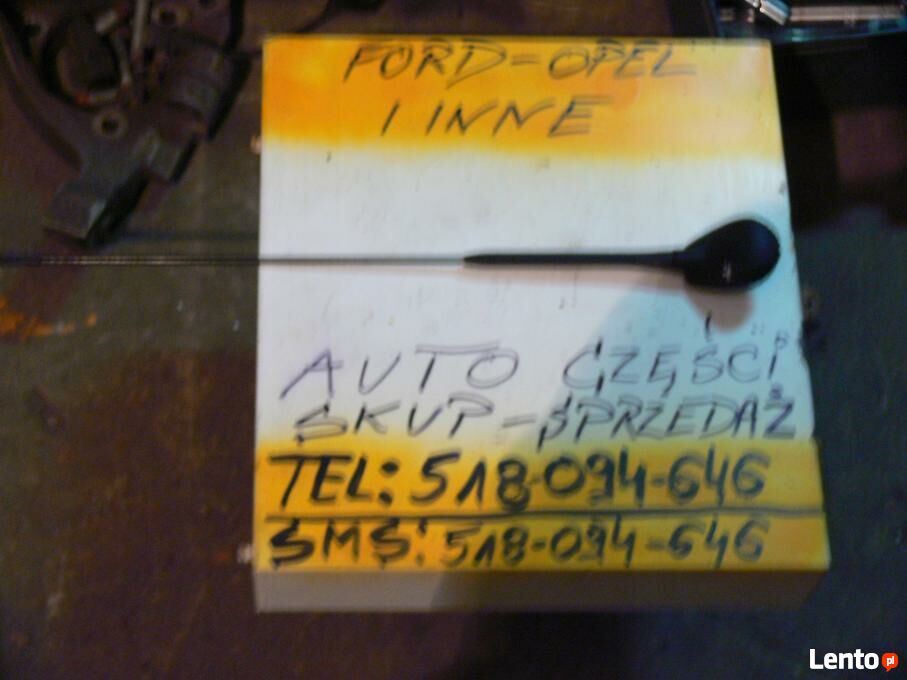 FORD=OPEL
I INNE
AUTO CZĘŚCI
SKUP-SPRZEDAŻ
TEL: 518-094-646
SMS: 518-094-646
Lento pl